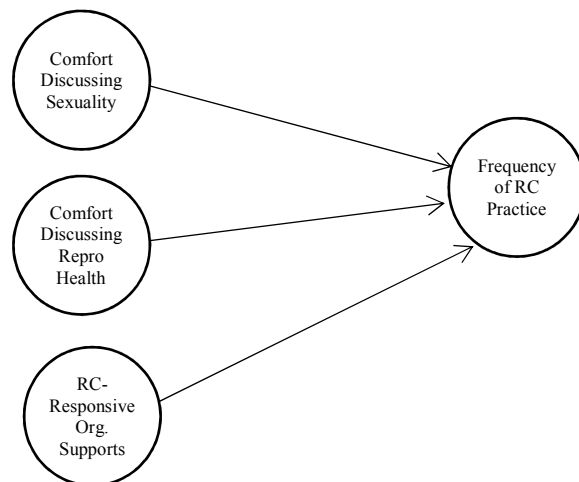 Comfort
Discussing
Sexuality
Comfort
Discussing
Repro
Health
RC-
Responsive
Org.
Supports
Frequency
of RC
Practice